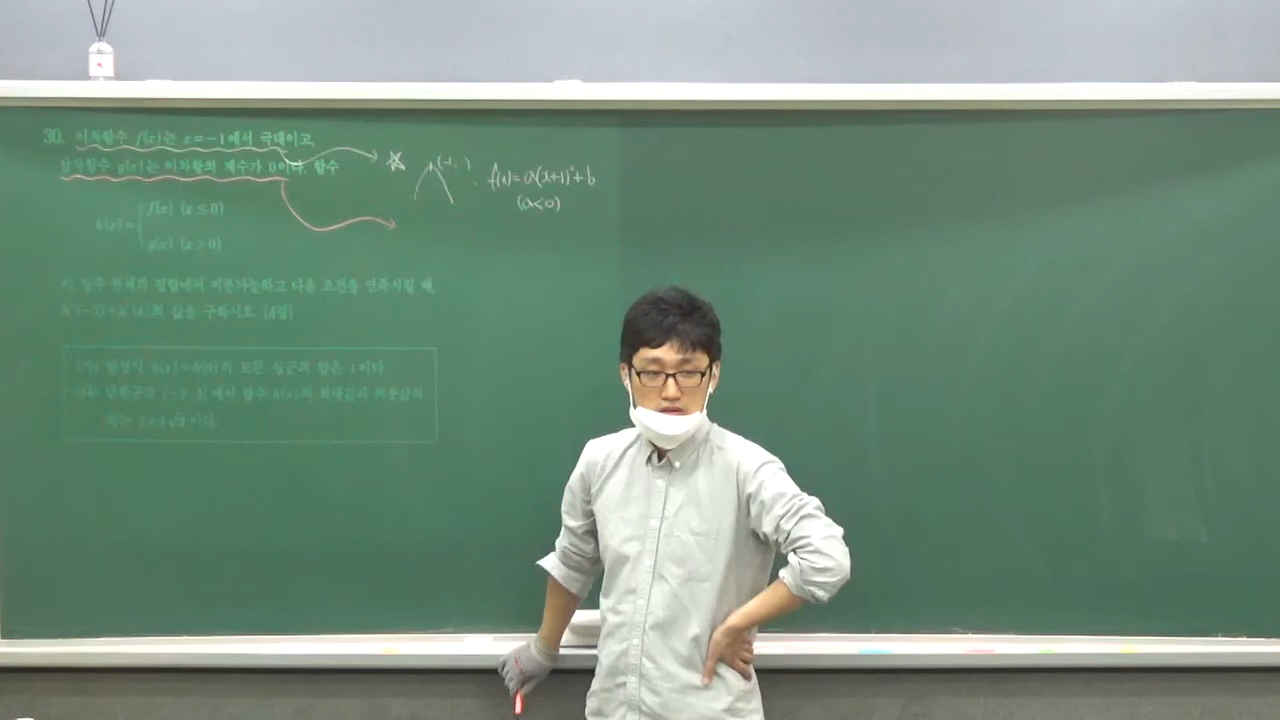 30. 이차함수 f(x)는 x=-1에서 극대이고,
삼차함수 g(x)는 이차항의 계수가 0이다. 함수
h(x)= f(x) (x≤0)
g(x) (x>0)
이 실수 전체의 집합에서 미분가능하고 다음 조건을 만족시킬 때,
값을 구하시오. [4점]
(가) 방정식 h(x)=h(0)의 모든 실근의 합은 1이다.
(나) 닫힌구간 [-2, 3]에서 함수 h(x)의 최댓값과 최솟값의
차는 3+4√3이다.
(-1, )
f(x)=a(x+1)²+b
(a<0)